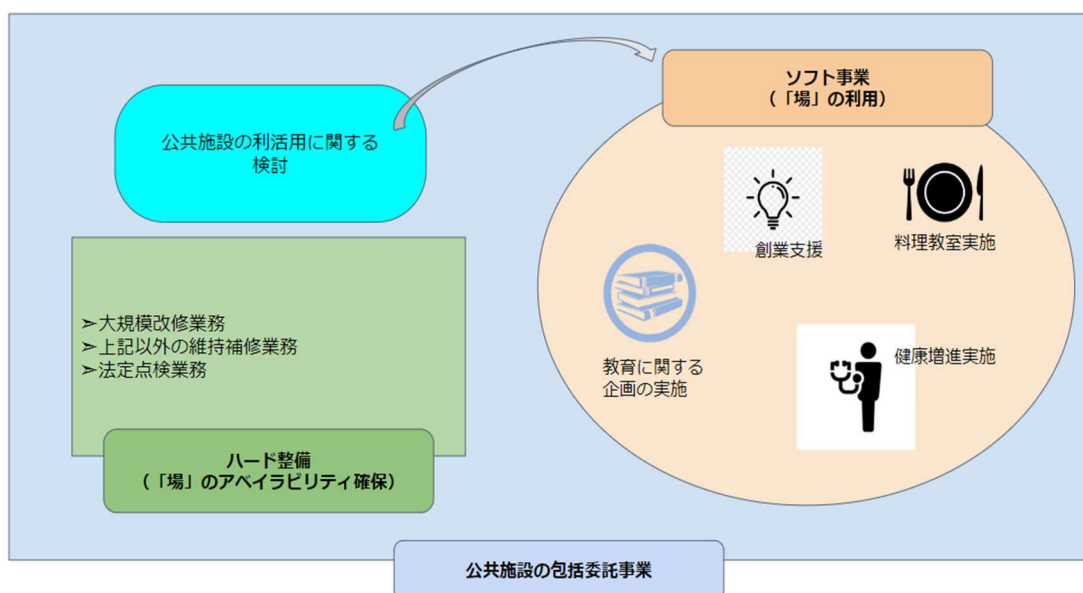 公共施設の利活用に関する
検討
➢大規模改修業務
➢上記以外の維持補修業務
➢法定点検業務
ハード整備
（「場」のアベイラビリティ確保）
ソフト事業
（「場」の利用）
創業支援
料理教室実施
教育に関する
企画の実施
健康増進実施
公共施設の包括委託事業